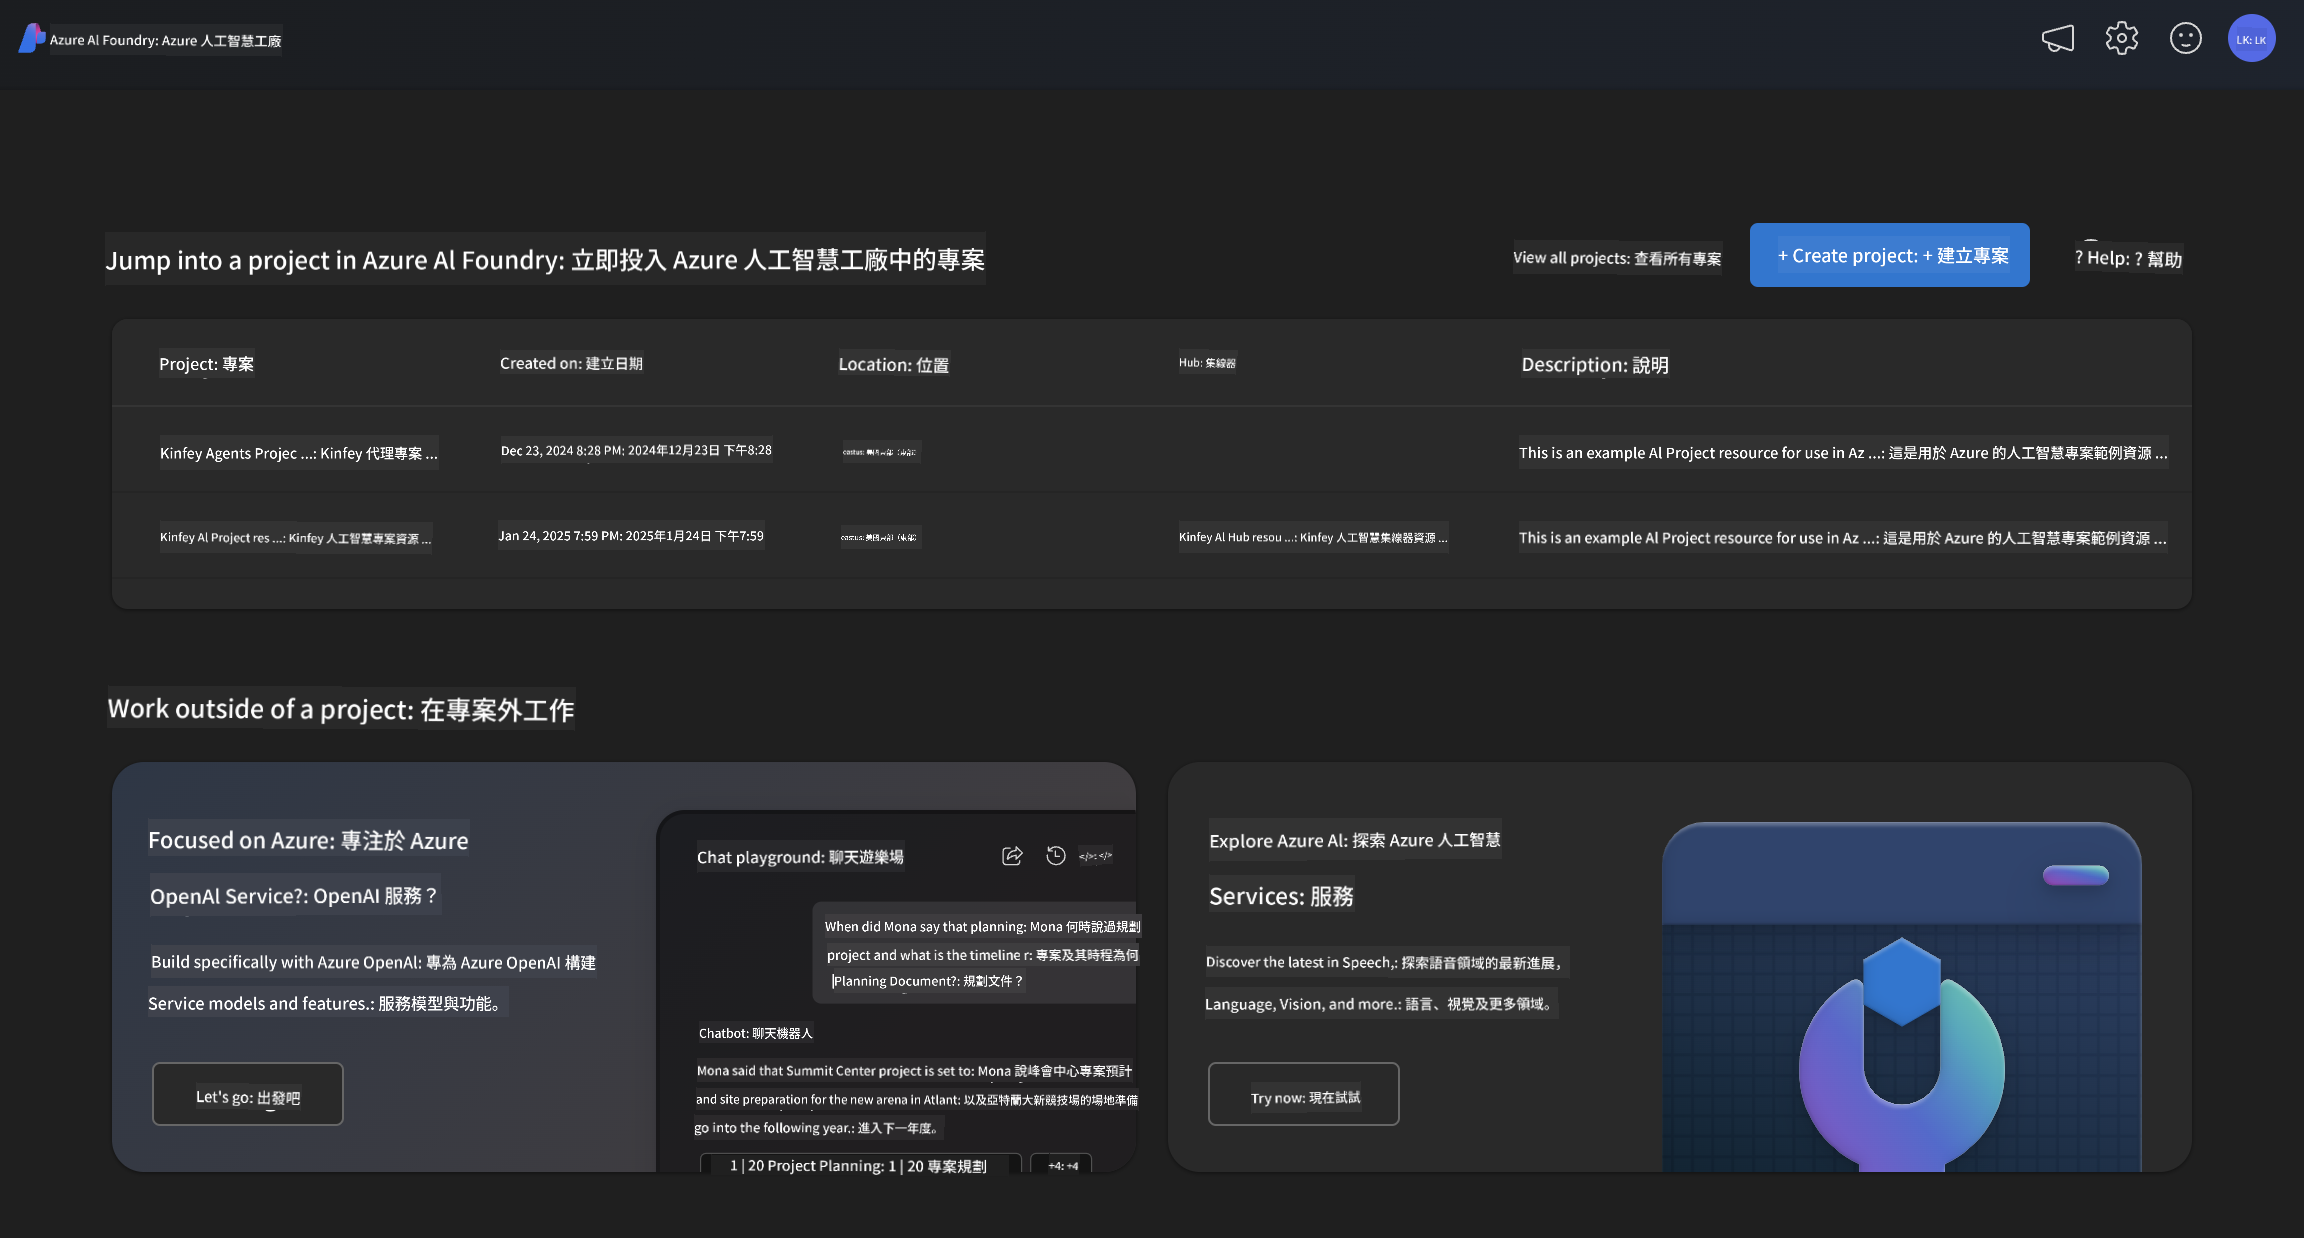 Azure Al Foundry: Azure 人工智慧工廠
LK: LK
Jump into a project in Azure Al Foundry: 立即投入 Azure 人工智慧工廠中的專案
View all projects: 查看所有專案
+ Create project: + 建立專案
? Help: ? 幫助
Project: 專案
Created on: 建立日期
Location: 位置
Hub: 集線器
Description: 說明
Kinfey Agents Projec ...: Kinfey 代理專案 ...
Dec 23, 2024 8:28 PM: 2024年12月23日 下午8:28
This is an example Al Project resource for use in Az ...: 這是用於 Azure 的人工智慧專案範例資源 ...
Kinfey Al Project res ...: Kinfey 人工智慧專案資源 ...
Jan 24, 2025 7:59 PM: 2025年1月24日 下午7:59
Kinfey Al Hub resou ...: Kinfey 人工智慧集線器資源 ...
This is an example Al Project resource for use in Az ...: 這是用於 Azure 的人工智慧專案範例資源 ...
Work outside of a project: 在專案外工作
Focused on Azure: 專注於 Azure
OpenAl Service?: OpenAI 服務？
Build specifically with Azure OpenAl: 專為 Azure OpenAI 構建
Service models and features.: 服務模型與功能。
Let's go: 出發吧
Chat playground: 聊天遊樂場
</>: </>
When did Mona say that planning: Mona 何時說過規劃
project and what is the timeline r: 專案及其時程為何
Planning Document?: 規劃文件？
Chatbot: 聊天機器人
Mona said that Summit Center project is set to: Mona 說峰會中心專案預計
and site preparation for the new arena in Atlant: 以及亞特蘭大新競技場的場地準備
go into the following year.: 進入下一年度。
1 | 20 Project Planning: 1 | 20 專案規劃
+4: +4
Explore Azure Al: 探索 Azure 人工智慧
Services: 服務
Discover the latest in Speech,: 探索語音領域的最新進展，
Language, Vision, and more.: 語言、視覺及更多領域。
Try now: 現在試試